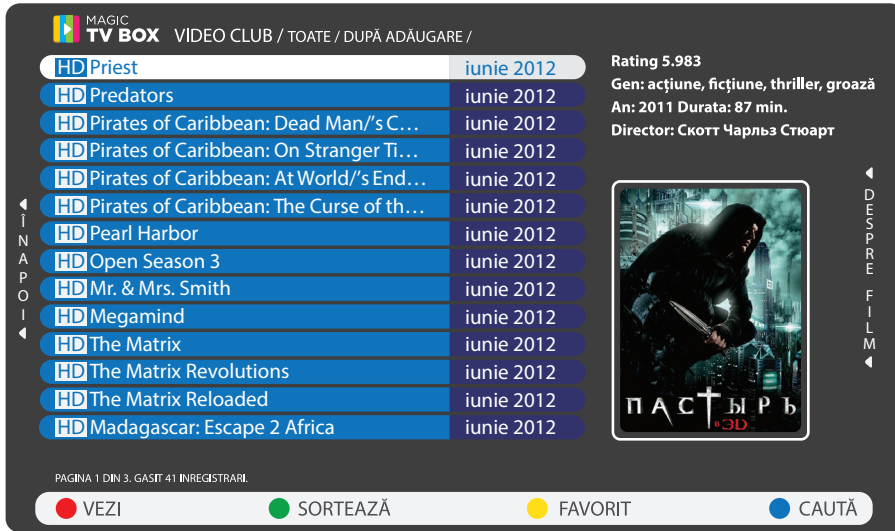 MAGIC
TV BOX VIDEO CLUB / TOATE / DUPĂ ADĂUGARE /
HD Priest iunie 2012
HD Predators iunie 2012
HD Pirates of Caribbean: Dead Man/'s C... iunie 2012
HD Pirates of Caribbean: On Stranger Ti... iunie 2012
HD Pirates of Caribbean: At World/'s End... iunie 2012
HD Pirates of Caribbean: The Curse of th... iunie 2012
HD Pearl Harbor iunie 2012
HD Open Season 3 iunie 2012
HD Mr. & Mrs. Smith iunie 2012
HD Megamind iunie 2012
HD The Matrix iunie 2012
HD The Matrix Revolutions iunie 2012
HD The Matrix Reloaded iunie 2012
HD Madagascar: Escape 2 Africa iunie 2012
Rating 5.983
Gen: acțiune, ficțiune, thriller, groază
An: 2011 Durata: 87 min.
Director: Скотт Чарльз Стюарт
ПАСТЫРЬ
в 3D
ÎNAPOI
DESPRE FILM
PAGINA 1 DIN 3. GASIT 41 INREGISTRARI.
VEZI SORTEAZĂ FAVORIT CAUTĂ